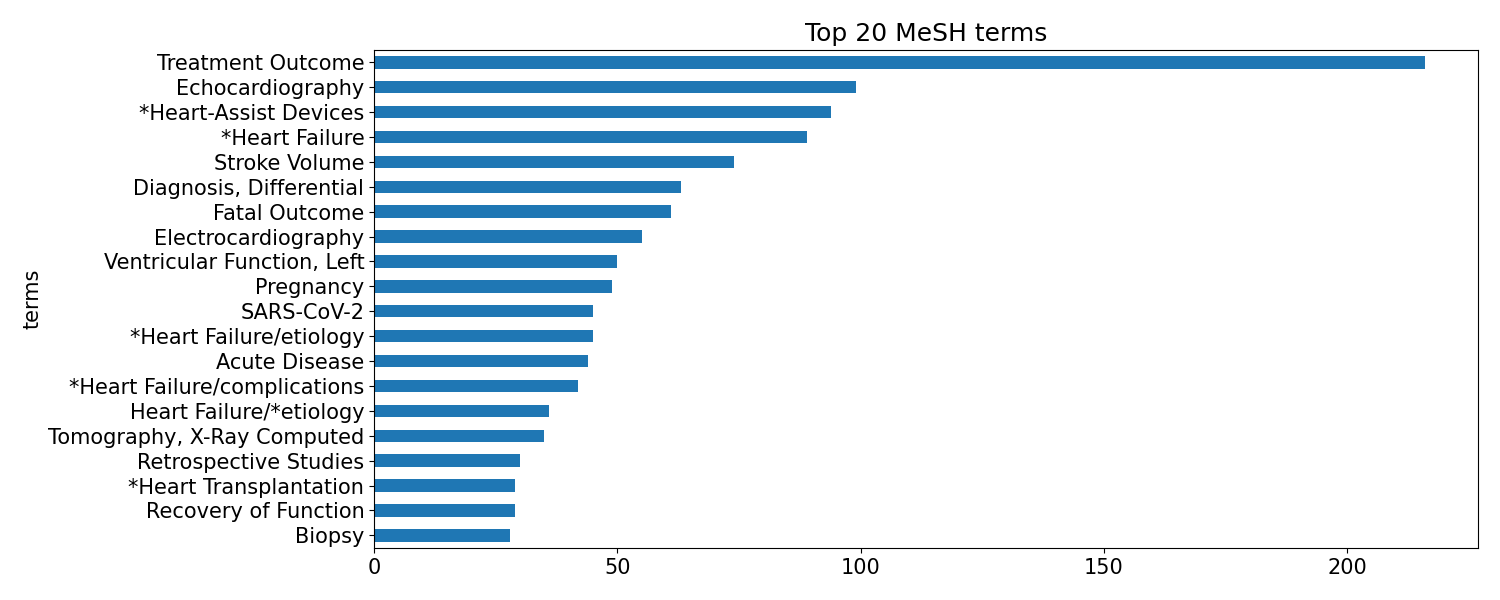 Top 20 MeSH terms
Treatment Outcome
Echocardiography
*Heart-Assist Devices
*Heart Failure
Stroke Volume
Diagnosis, Differential
Fatal Outcome
Electrocardiography
Ventricular Function, Left
Pregnancy
SARS-CoV-2
*Heart Failure/etiology
Acute Disease
*Heart Failure/complications
Heart Failure/*etiology
Tomography, X-Ray Computed
Retrospective Studies
*Heart Transplantation
Recovery of Function
Biopsy
terms
0 50 100 150 200